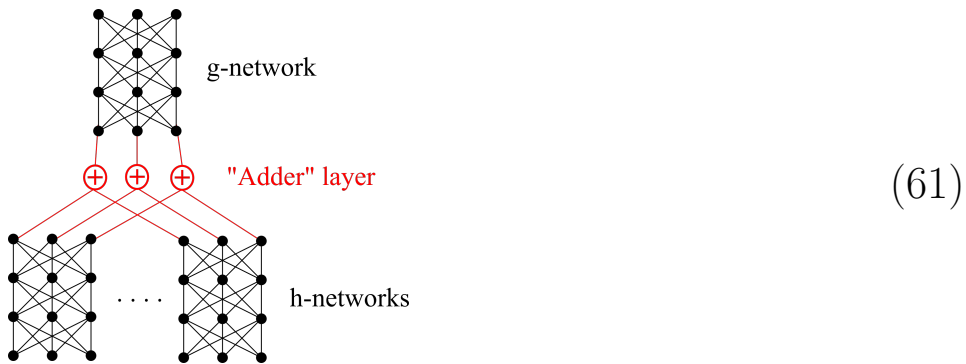 g-network
"Adder" layer
(61)
. . . .
h-networks